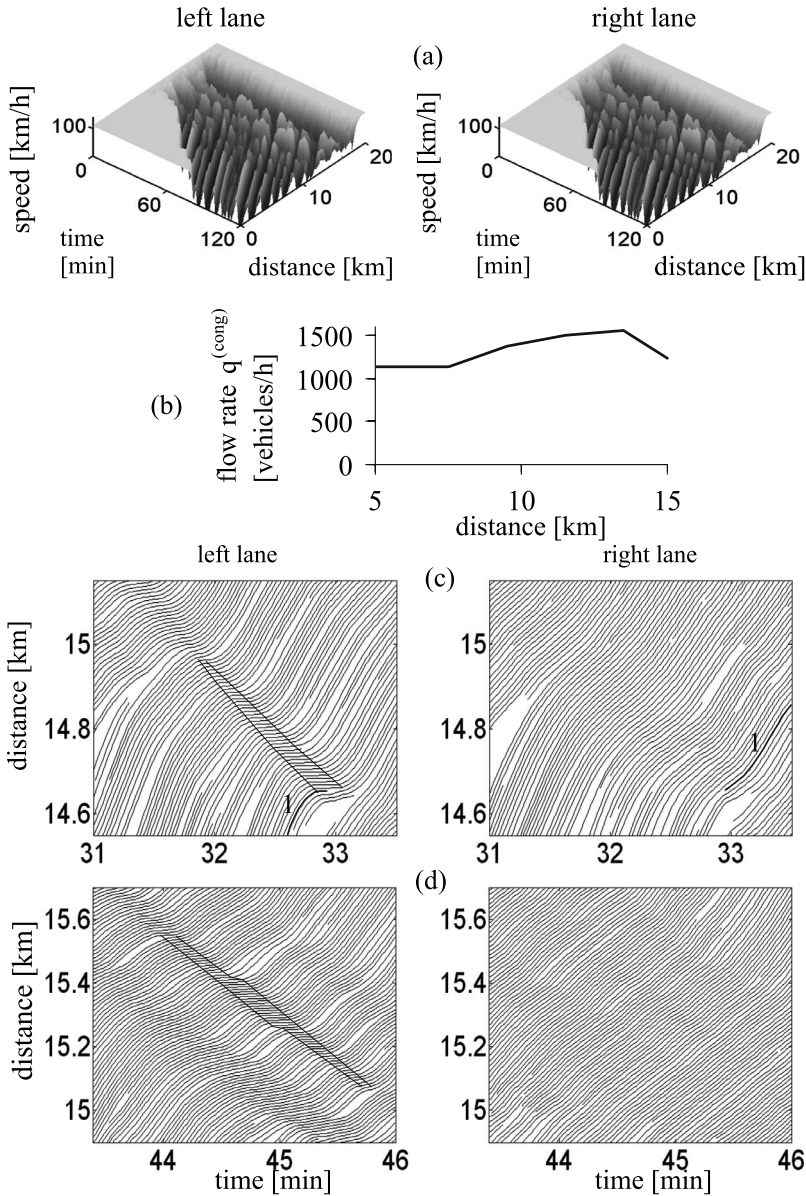 left lane
right lane
(a)
speed [km/h]
100
0
60
120
time
[min]
0
10
20
distance [km]
speed [km/h]
100
0
60
120
time
[min]
0
10
20
distance [km]
(b)
flow rate q(cong)
[vehicles/h]
1500
1000
500
0
5
10
15
distance [km]
left lane
(c)
right lane
distance [km]
15
14.8
14.6
1
31
32
33
15
14.8
14.6
1
31
32
33
(d)
distance [km]
15.6
15.4
15.2
15
44
45
46
time [min]
15.6
15.4
15.2
15
44
45
46
time [min]